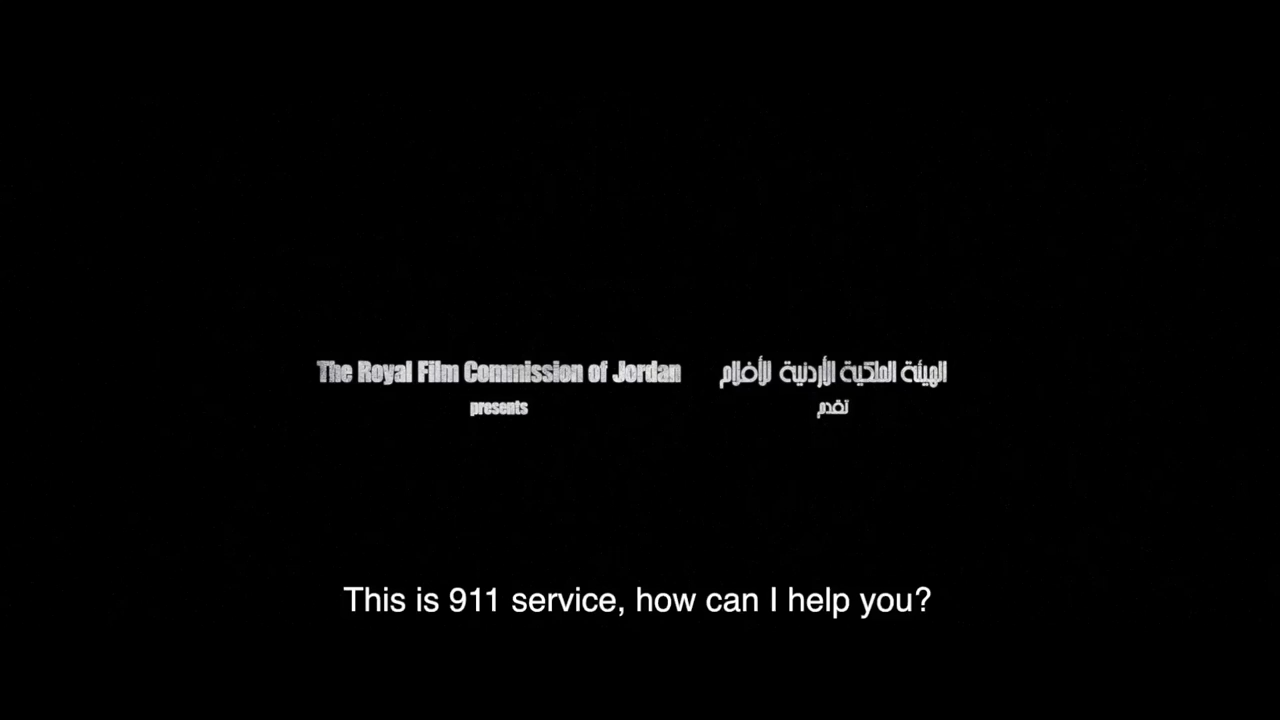 The Royal Film Commission of Jordan
presents
الهيئة الملكية الأردنية للأفلام
تقدم
This is 911 service, how can I help you?